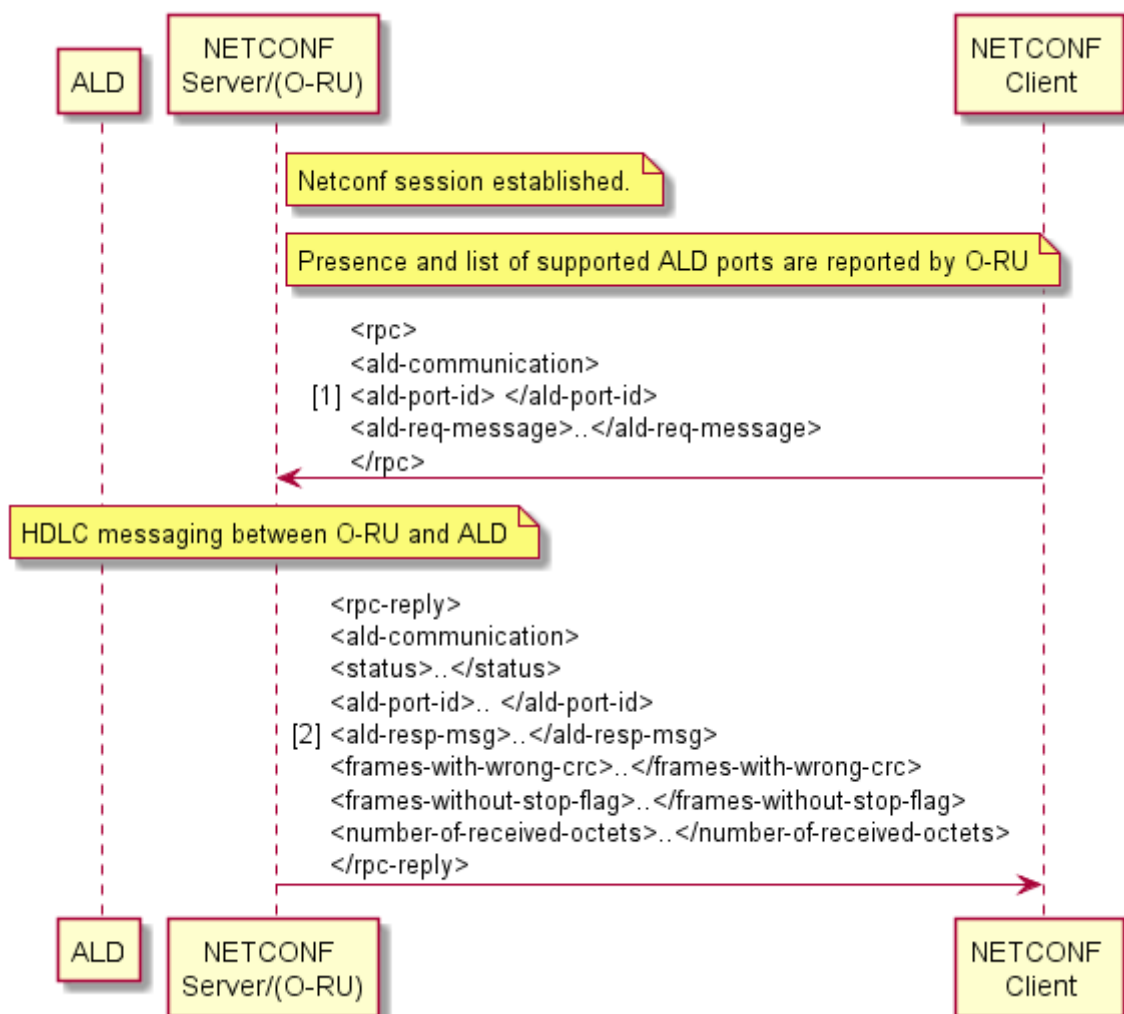 ALD
NETCONF
Server/(O-RU)
NETCONF
Client
Netconf session established.
Presence and list of supported ALD ports are reported by O-RU
<rpc>
<ald-communication>
[1] <ald-port-id> </ald-port-id>
<ald-req-message>..</ald-req-message>
</rpc>
HDLC messaging between O-RU and ALD
<rpc-reply>
<ald-communication>
<status>..</status>
<ald-port-id>.. </ald-port-id>
[2] <ald-resp-msg>..</ald-resp-msg>
<frames-with-wrong-crc>..</frames-with-wrong-crc>
<frames-without-stop-flag>..</frames-without-stop-flag>
<number-of-received-octets>..</number-of-received-octets>
</rpc-reply>
ALD
NETCONF
Server/(O-RU)
NETCONF
Client